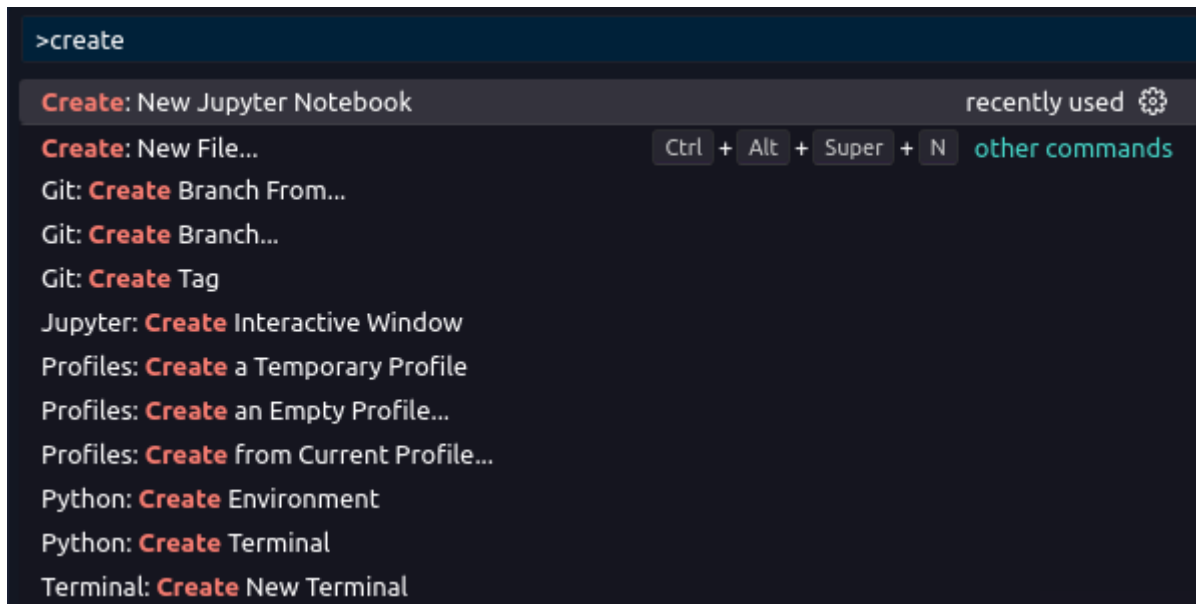 >create
Create: New Jupyter Notebook recently used
Create: New File... Ctrl + Alt + Super + N other commands
Git: Create Branch From...
Git: Create Branch...
Git: Create Tag
Jupyter: Create Interactive Window
Profiles: Create a Temporary Profile
Profiles: Create an Empty Profile...
Profiles: Create from Current Profile...
Python: Create Environment
Python: Create Terminal
Terminal: Create New Terminal